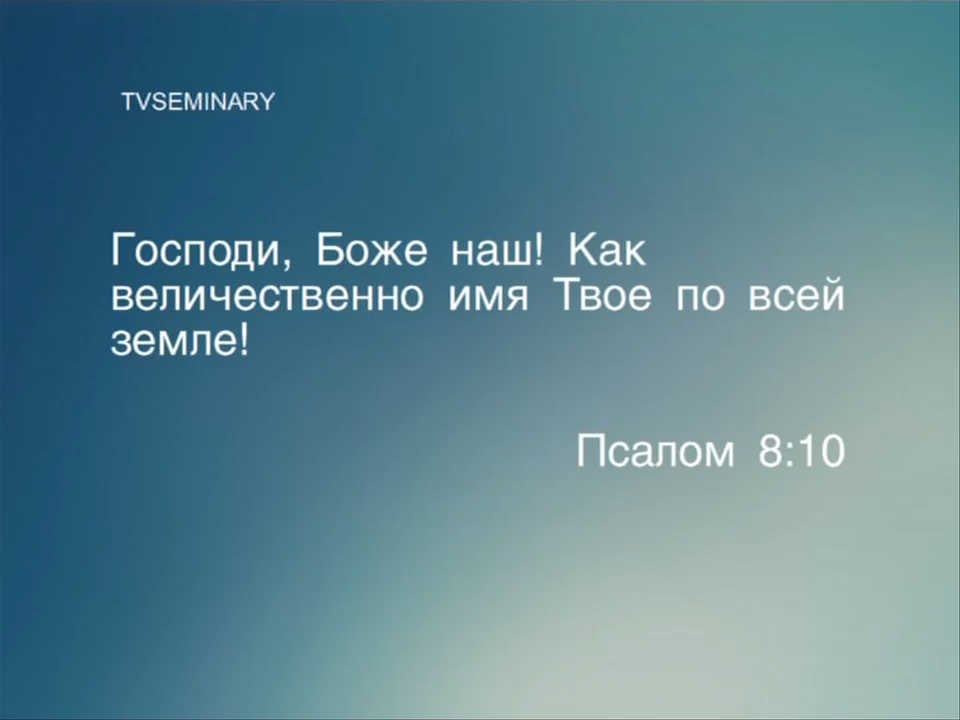 TVSEMINARY
Господи, Боже наш! Как
величественно имя Твое по всей
земле!
Псалом 8:10